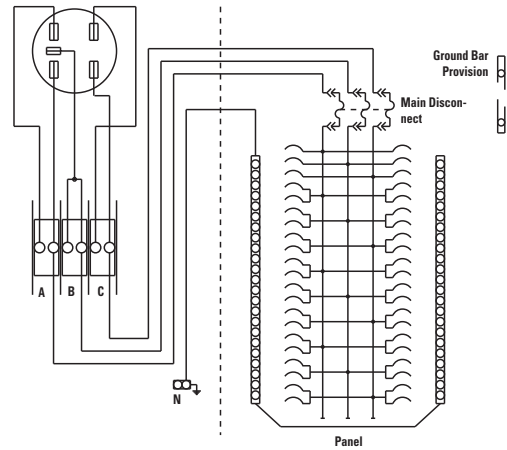 Ground Bar
Provision
Main Discon-
nect
A B C
N
Panel